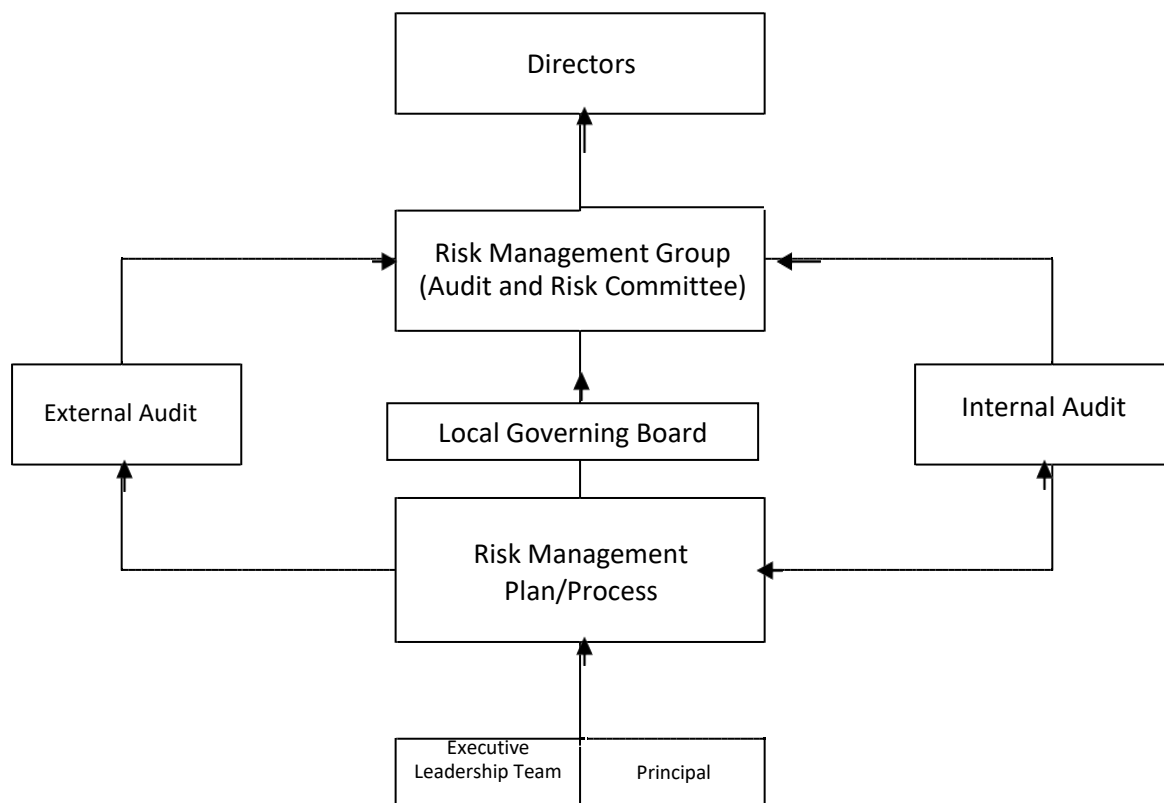 Directors
Risk Management Group
(Audit and Risk Committee)
External Audit
Internal Audit
Local Governing Board
Risk Management
Plan/Process
Executive
Leadership Team
Principal